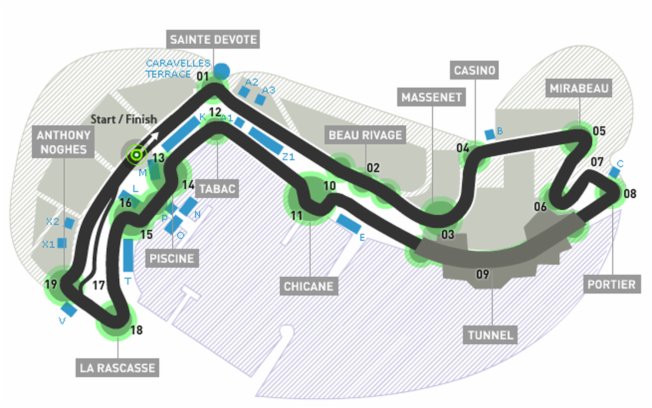 SAINTE DEVOTE
CARAVELLES
TERRACE
01
A2
A3
CASINO
MIRABEAU
MASSENET
Start / Finish
K
12
A1
B
05
ANTHONY
NOGHES
BEAU RIVAGE
04
13
Z1
02
07
C
M
14
TABAC
10
08
L
16
N
11
06
X2
P
O
03
15
E
X1
PISCINE
09
T
19
17
CHICANE
PORTIER
V
18
TUNNEL
LA RASCASSE